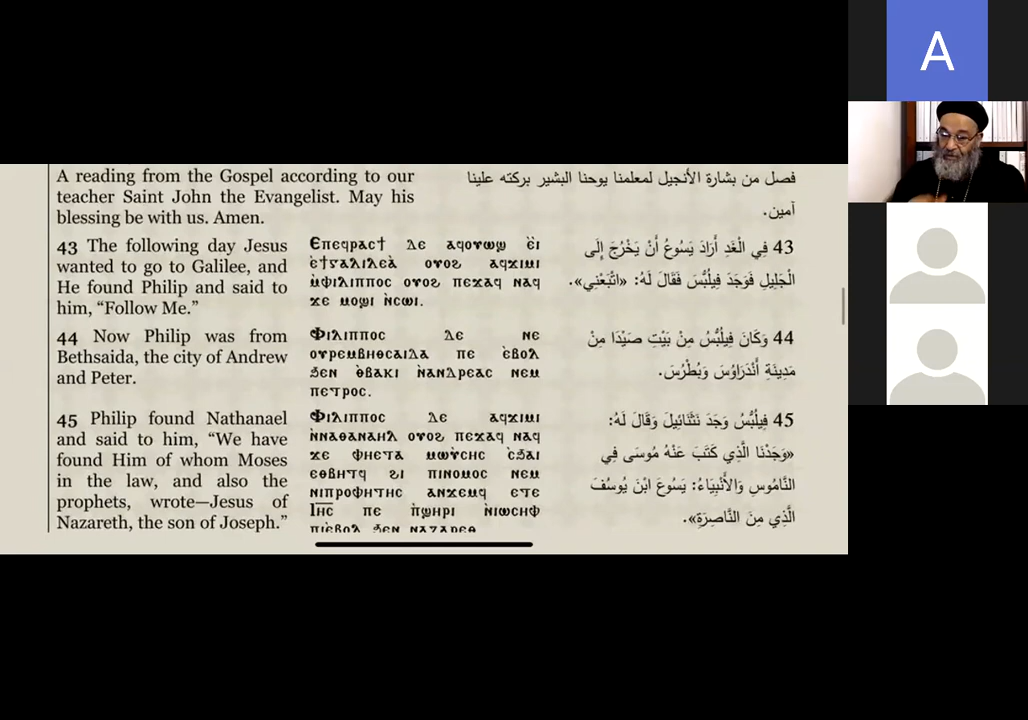 A
A reading from the Gospel according to our
teacher Saint John the Evangelist. May his
blessing be with us. Amen.
فصل من بشارة الأنجيل لمعلمنا يوحنا البشير بركته علينا
آمين.
43 The following day Jesus
wanted to go to Galilee, and
He found Philip and said to
him, “Follow Me.”
Ⲉⲡⲉϥⲣⲁⲥϯ ⲇⲉ ⲁϥⲟⲩⲱϣ ⲉ̀ⲓ
ⲉ̀ϯⲅⲁⲗⲓⲗⲉⲁ̀ ⲟⲩⲟϩ ⲁϥϫⲓⲙⲓ
ⲙ̀ⲫⲓⲗⲓⲡⲡⲟⲥ ⲟⲩⲟϩ ⲡⲉϫⲁϥ ⲛⲁϥ
ϫⲉ ⲙⲟϣⲓ ⲛ̀ⲥⲱⲓ.
43 فِي الْغَدِ أَرَادَ يَسُوعُ أَنْ يَخْرُجَ إِلَى
الْجَلِيلِ فَوَجَدَ فِيلُبُّسَ فَقَالَ لَهُ: «اتْبَعْنِي».
44 Now Philip was from
Bethsaida, the city of Andrew
and Peter.
Ⲫⲓⲗⲓⲡⲡⲟⲥ ⲇⲉ ⲛⲉ
ⲟⲩⲣⲉⲙⲃⲏⲑⲥⲁⲓⲇⲁ ⲡⲉ ⲉ̀ⲃⲟⲗ
ϧⲉⲛ ⲑ̀ⲃⲁⲕⲓ ⲛ̀ⲁⲛⲇⲣⲉⲁⲥ ⲛⲉⲙ
ⲡⲉⲧⲣⲟⲥ.
44 وَكَانَ فِيلُبُّسُ مِنْ بَيْتِ صَيْدَا مِنْ
مَدِينَةِ أَنْدَرَاوُسَ وَبُطْرُسَ.
45 Philip found Nathanael
and said to him, “We have
found Him of whom Moses
in the law, and also the
prophets, wrote—Jesus of
Nazareth, the son of Joseph.”
Ⲫⲓⲗⲓⲡⲡⲟⲥ ⲇⲉ ⲁϥϫⲓⲙⲓ
ⲛ̀ⲛⲁⲑⲁⲛⲁⲏⲗ ⲟⲩⲟϩ ⲡⲉϫⲁϥ ⲛⲁϥ
ϫⲉ ⲫⲏⲉⲧⲁ ⲙⲱⲩ̀ⲥⲏⲥ ⲥ̀ϧⲁⲓ
ⲉⲑⲃⲏⲧϥ ϩⲓ ⲡⲓⲛⲟⲙⲟⲥ ⲛⲉⲙ
ⲛⲓⲡⲣⲟⲫⲏⲧⲏⲥ ⲁⲛϫⲉⲙϥ ⲉⲧⲉ
Ⲓⲏ̅ⲥ̅ ⲡⲉ ⲡ̀ϣⲏⲣⲓ ⲛ̀ⲓⲱⲥⲏⲫ
ⲡⲓⲉ̀ⲃⲟⲗ ϧⲉⲛ ⲛⲁⲍⲁⲣⲉⲑ
45 فِيلُبُّسُ وَجَدَ نَثَنَائِيلَ وَقَالَ لَهُ:
«وَجَدْنَا الَّذِي كَتَبَ عَنْهُ مُوسَى فِي
النَّامُوسِ وَالأَنْبِيَاءُ: يَسُوعَ ابْنَ يُوسُفَ
الَّذِي مِنَ النَّاصِرَةِ».